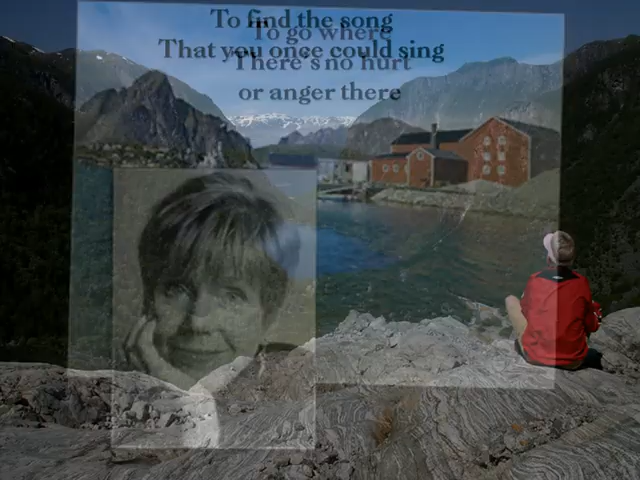 To find the song
To go where
That you once could sing
There's no hurt
or anger there